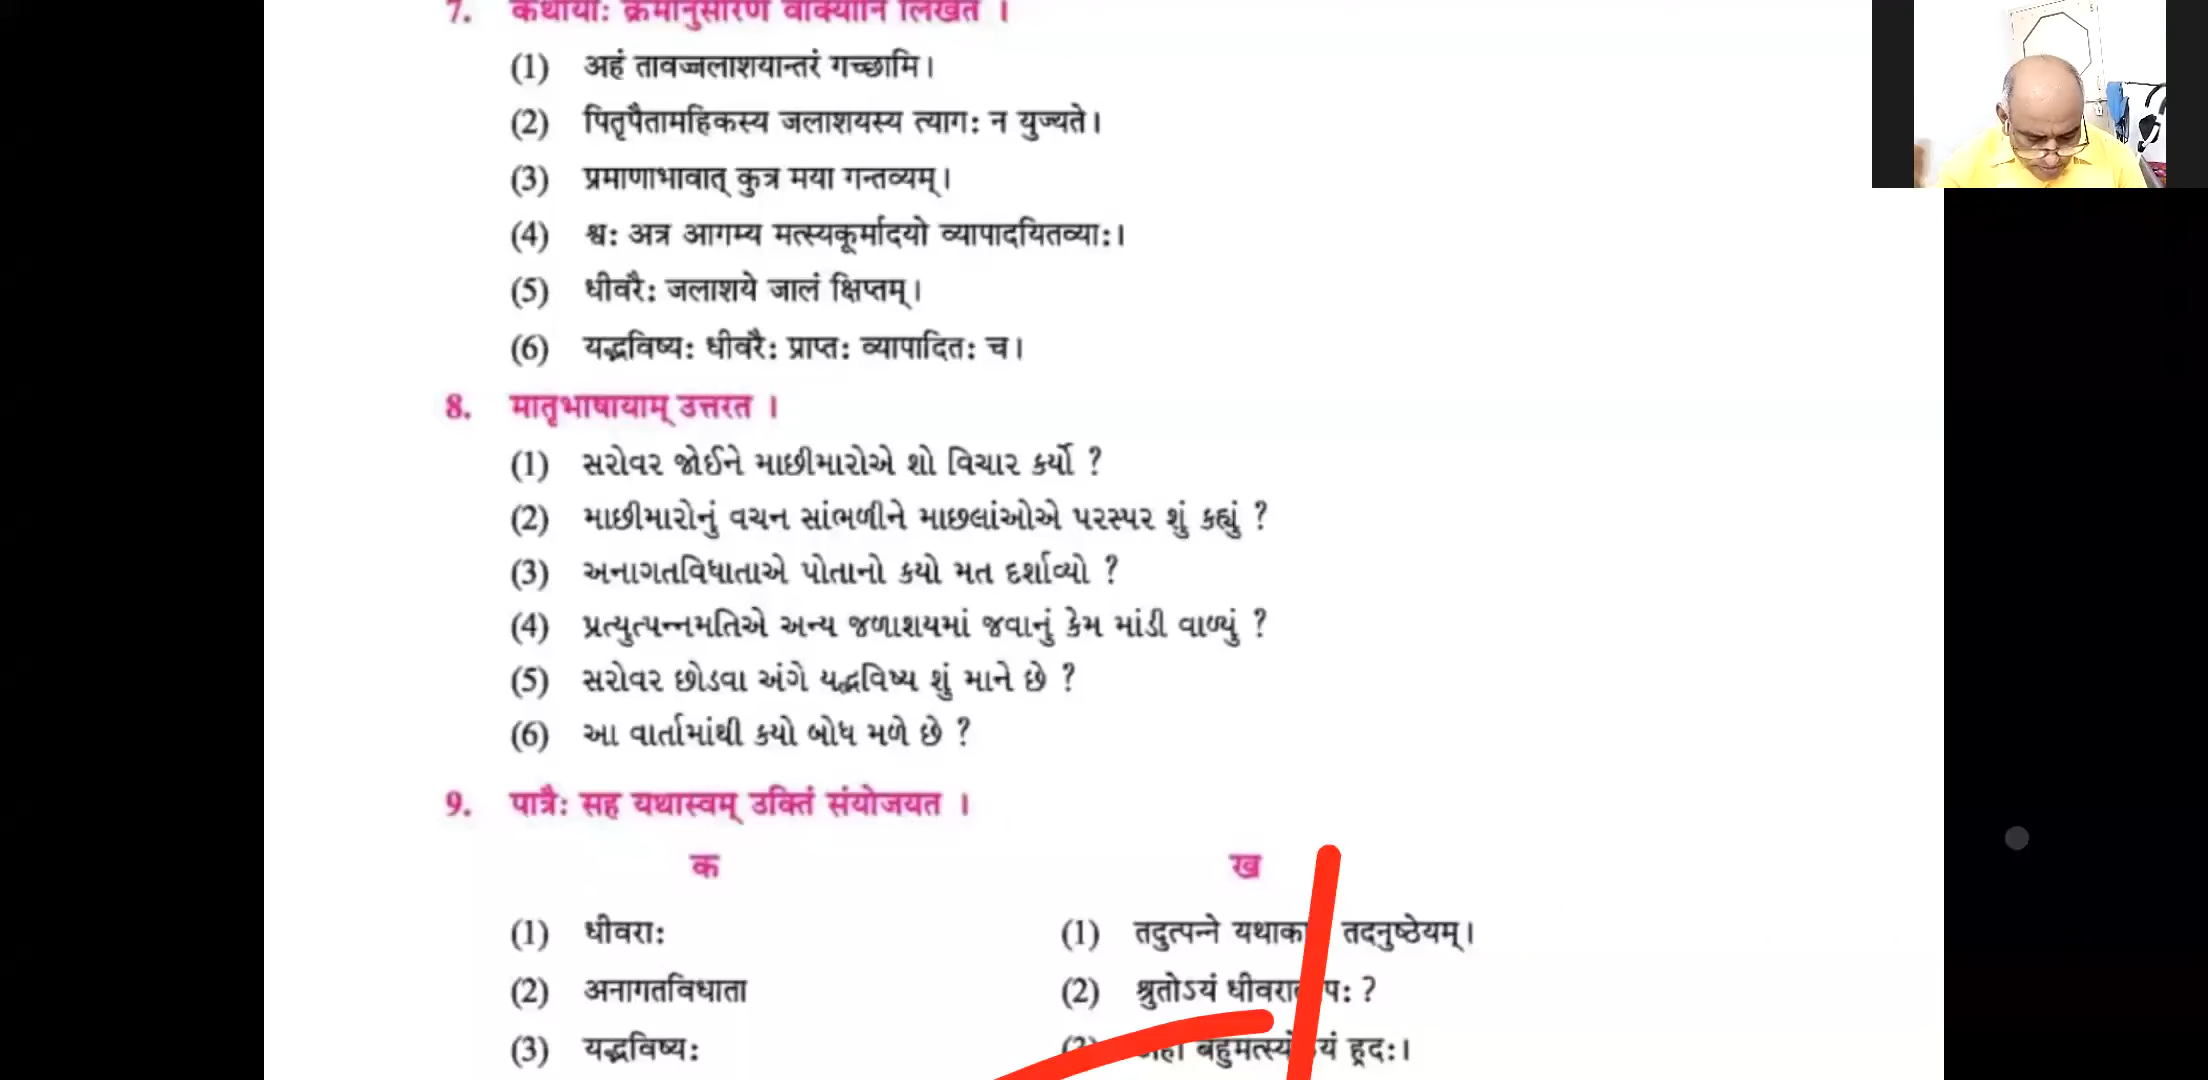 7. कथायाः क्रमानुसारेण वाक्यानि लिखत ।
(1) अहं तावज्जलाशयान्तरं गच्छामि।
(2) पितृपैतामहिकस्य जलाशयस्य त्यागः न युज्यते।
(3) प्रमाणाभावात् कुत्र मया गन्तव्यम्।
(4) श्वः अत्र आगम्य मत्स्यकूर्मादयो व्यापादयितव्याः।
(5) धीवरैः जलाशये जालं क्षिप्तम्।
(6) यद्भविष्यः धीवरैः प्राप्तः व्यापादितः च।
8. मातृभाषायाम् उत्तरत ।
(1) સરોવર જોઈને માછીમારોએ શો વિચાર કર્યો ?
(2) માછીમારોનું વચન સાંભળીને માછલાંઓએ પરસ્પર શું કહ્યું ?
(3) અનાગતવિધાતાએ પોતાનો કયો મત દર્શાવ્યો ?
(4) પ્રત્યુત્પન્નમતિએ અન્ય જળાશયમાં જવાનું કેમ માંડી વાળ્યું ?
(5) સરોવર છોડવા અંગે યદ્ભવિષ્ય શું માને છે ?
(6) આ વાર્તામાંથી કયો બોધ મળે છે ?
9. पात्रैः सह यथास्वम् उक्तिं संयोजयत ।
क ख
(1) धीवराः (1) तदुत्पन्ने तदनुष्ठेयम्।
(2) अनागतविधाता (2) श्रुतोऽयं ?
(3) यद्भविष्यः ह्रदः।